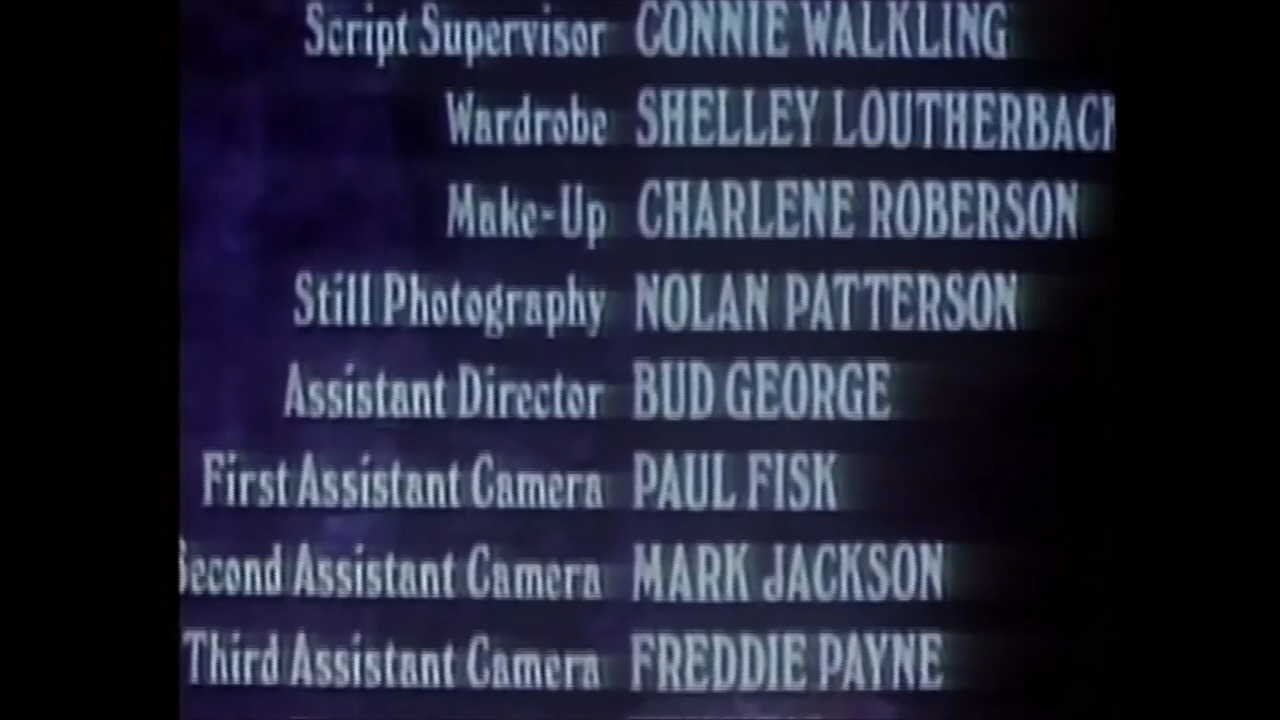 Script Supervisor CONNIE WALKLING
Wardrobe SHELLEY LOUTHERBACH
Make-Up CHARLENE ROBERSON
Still Photography NOLAN PATTERSON
Assistant Director BUD GEORGE
First Assistant Camera PAUL FISK
Second Assistant Camera MARK JACKSON
Third Assistant Camera FREDDIE PAYNE